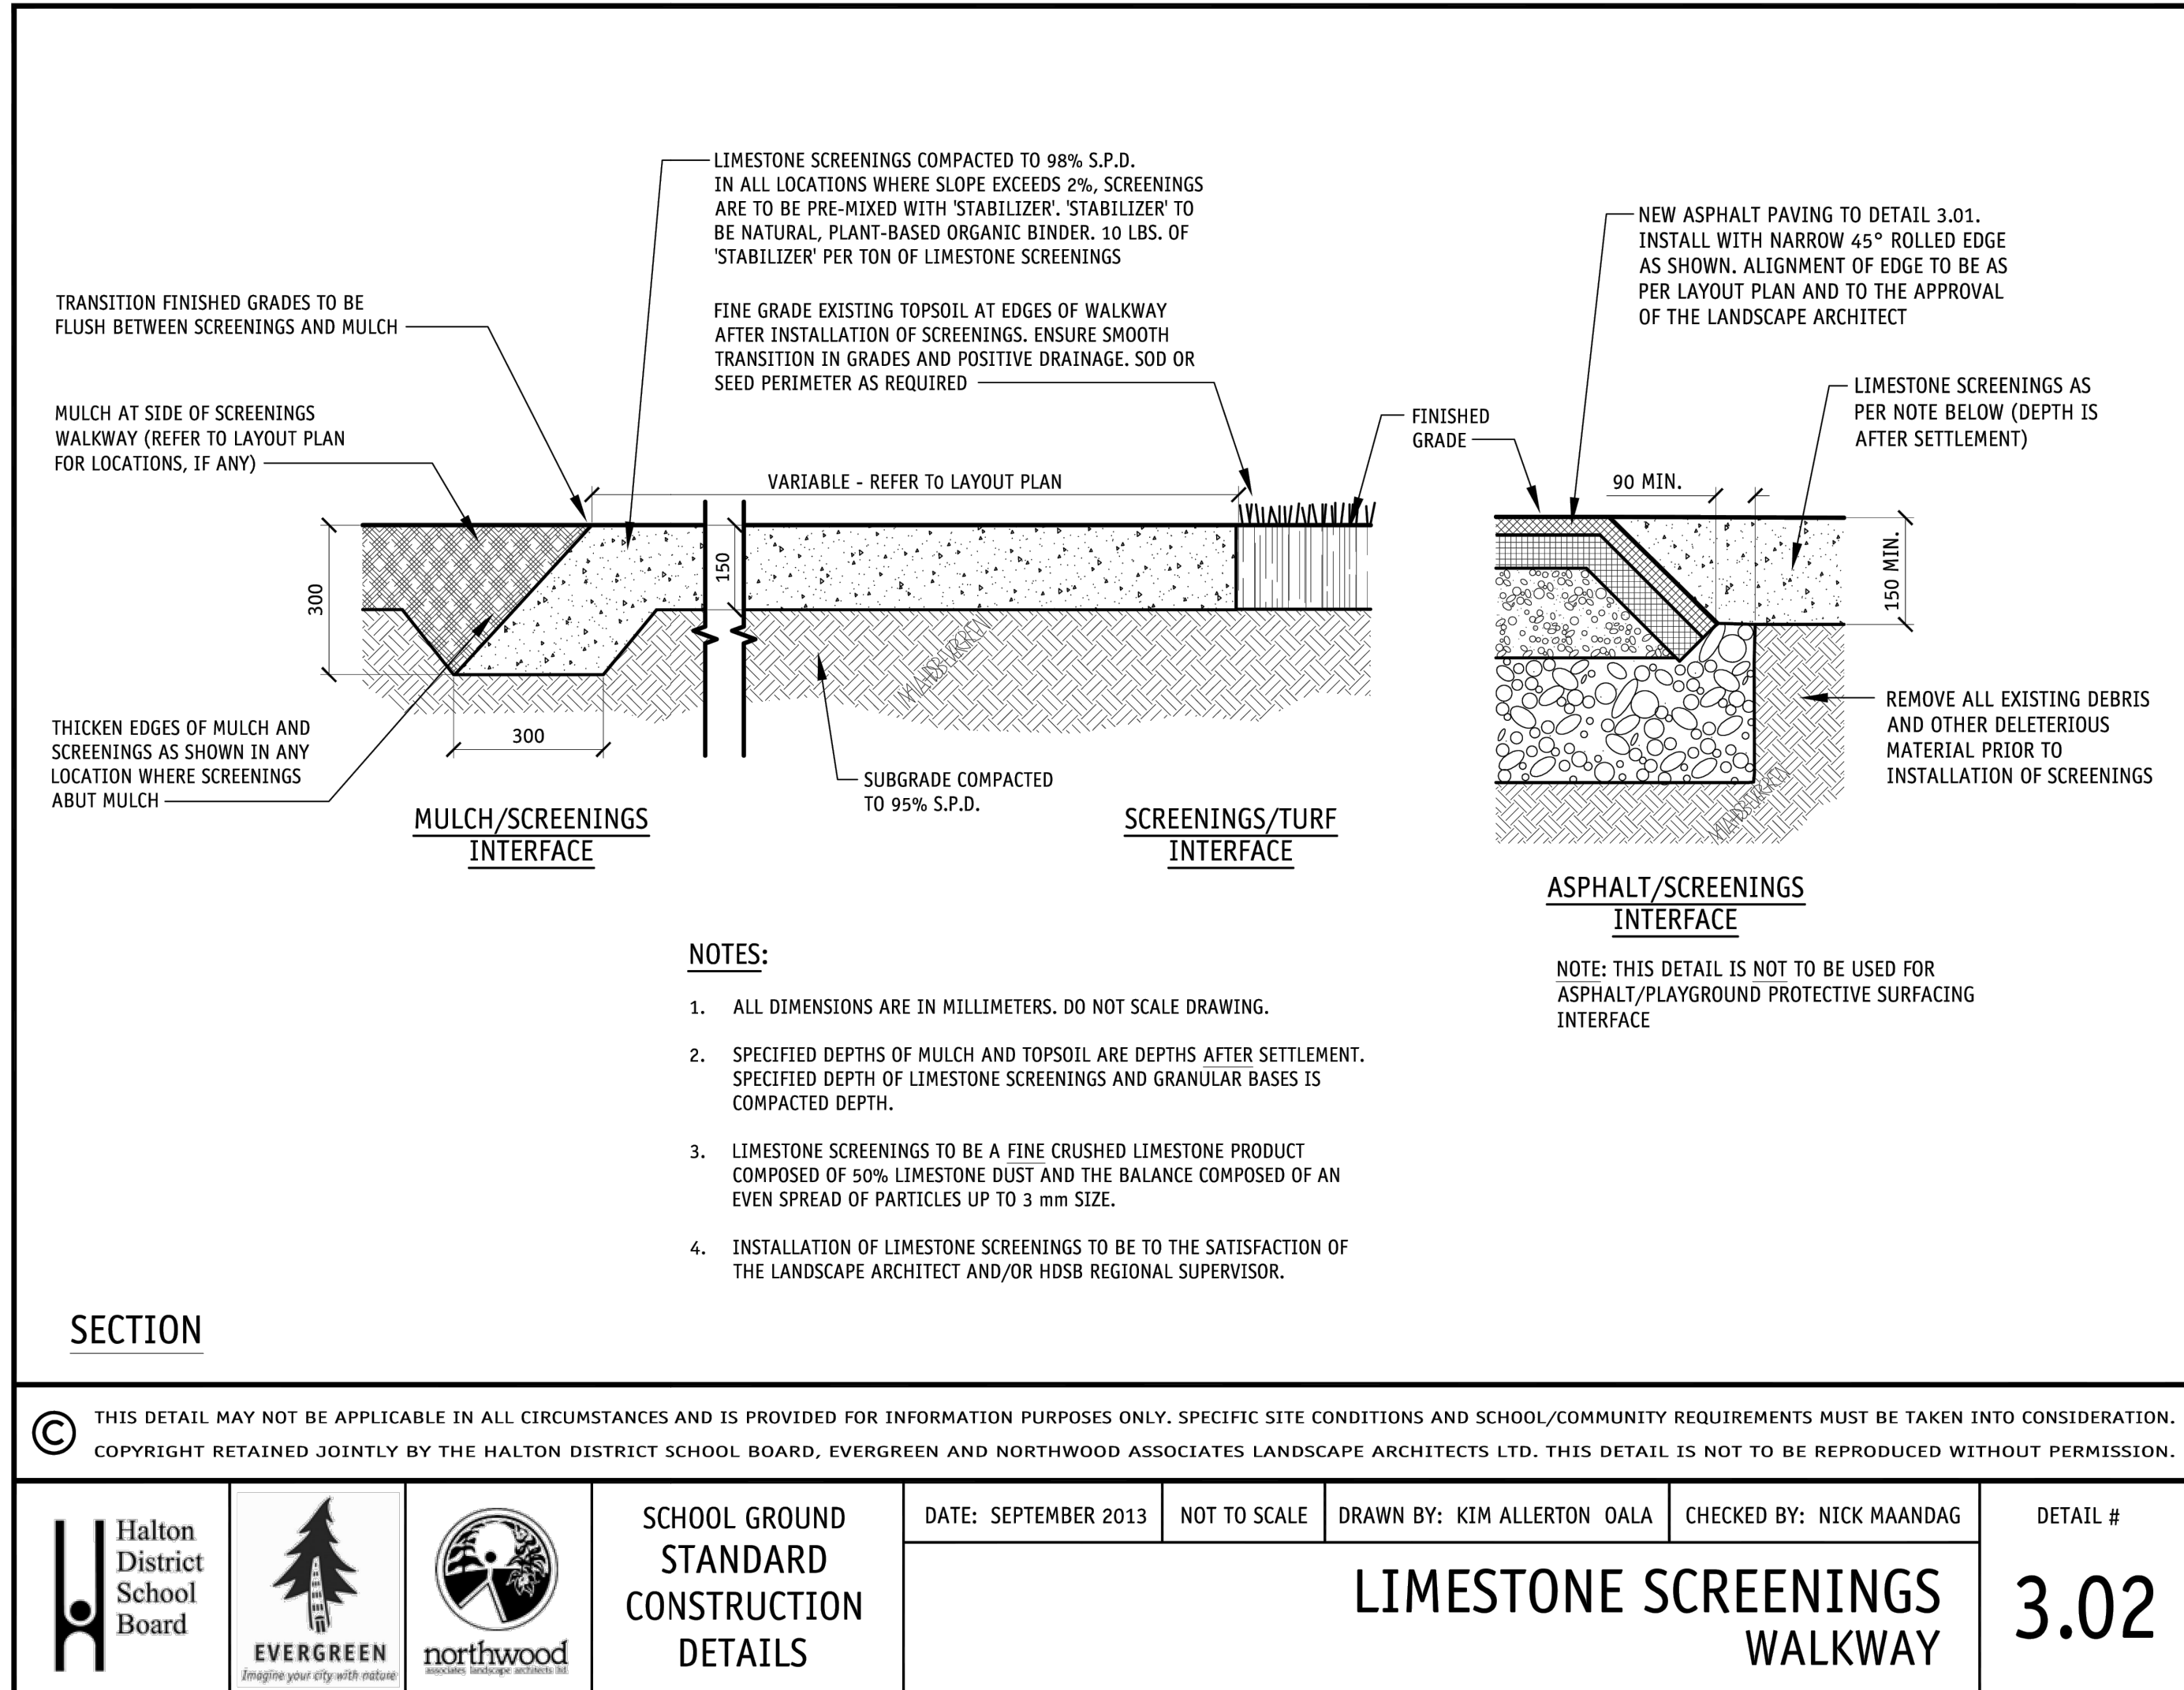 LIMESTONE SCREENINGS COMPACTED TO 98% S.P.D.
IN ALL LOCATIONS WHERE SLOPE EXCEEDS 2%, SCREENINGS
ARE TO BE PRE-MIXED WITH 'STABILIZER'. 'STABILIZER' TO
BE NATURAL, PLANT-BASED ORGANIC BINDER. 10 LBS. OF
'STABILIZER' PER TON OF LIMESTONE SCREENINGS
NEW ASPHALT PAVING TO DETAIL 3.01.
INSTALL WITH NARROW 45° ROLLED EDGE
AS SHOWN. ALIGNMENT OF EDGE TO BE AS
PER LAYOUT PLAN AND TO THE APPROVAL
OF THE LANDSCAPE ARCHITECT
TRANSITION FINISHED GRADES TO BE
FLUSH BETWEEN SCREENINGS AND MULCH
FINE GRADE EXISTING TOPSOIL AT EDGES OF WALKWAY
AFTER INSTALLATION OF SCREENINGS. ENSURE SMOOTH
TRANSITION IN GRADES AND POSITIVE DRAINAGE. SOD OR
SEED PERIMETER AS REQUIRED
LIMESTONE SCREENINGS AS
PER NOTE BELOW (DEPTH IS
AFTER SETTLEMENT)
MULCH AT SIDE OF SCREENINGS
WALKWAY (REFER TO LAYOUT PLAN
FOR LOCATIONS, IF ANY)
FINISHED
GRADE
VARIABLE - REFER TO LAYOUT PLAN
90 MIN.
300
150
150 MIN.
300
THICKEN EDGES OF MULCH AND
SCREENINGS AS SHOWN IN ANY
LOCATION WHERE SCREENINGS
ABUT MULCH
SUBGRADE COMPACTED
TO 95% S.P.D.
REMOVE ALL EXISTING DEBRIS
AND OTHER DELETERIOUS
MATERIAL PRIOR TO
INSTALLATION OF SCREENINGS
MULCH/SCREENINGS
INTERFACE
SCREENINGS/TURF
INTERFACE
ASPHALT/SCREENINGS
INTERFACE
NOTE: THIS DETAIL IS NOT TO BE USED FOR
ASPHALT/PLAYGROUND PROTECTIVE SURFACING
INTERFACE
NOTES:
1. ALL DIMENSIONS ARE IN MILLIMETERS. DO NOT SCALE DRAWING.
2. SPECIFIED DEPTHS OF MULCH AND TOPSOIL ARE DEPTHS AFTER SETTLEMENT.
SPECIFIED DEPTH OF LIMESTONE SCREENINGS AND GRANULAR BASES IS
COMPACTED DEPTH.
3. LIMESTONE SCREENINGS TO BE A FINE CRUSHED LIMESTONE PRODUCT
COMPOSED OF 50% LIMESTONE DUST AND THE BALANCE COMPOSED OF AN
EVEN SPREAD OF PARTICLES UP TO 3 mm SIZE.
4. INSTALLATION OF LIMESTONE SCREENINGS TO BE TO THE SATISFACTION OF
THE LANDSCAPE ARCHITECT AND/OR HDSB REGIONAL SUPERVISOR.
SECTION
© THIS DETAIL MAY NOT BE APPLICABLE IN ALL CIRCUMSTANCES AND IS PROVIDED FOR INFORMATION PURPOSES ONLY. SPECIFIC SITE CONDITIONS AND SCHOOL/COMMUNITY REQUIREMENTS MUST BE TAKEN INTO CONSIDERATION.
COPYRIGHT RETAINED JOINTLY BY THE HALTON DISTRICT SCHOOL BOARD, EVERGREEN AND NORTHWOOD ASSOCIATES LANDSCAPE ARCHITECTS LTD. THIS DETAIL IS NOT TO BE REPRODUCED WITHOUT PERMISSION.
Halton
District
School
Board
EVERGREEN
Imagine your city with nature
northwood
associates landscape architects ltd
SCHOOL GROUND
STANDARD
CONSTRUCTION
DETAILS
DATE: SEPTEMBER 2013
NOT TO SCALE
DRAWN BY: KIM ALLERTON OALA
CHECKED BY: NICK MAANDAG
LIMESTONE SCREENINGS
WALKWAY
DETAIL #
3.02